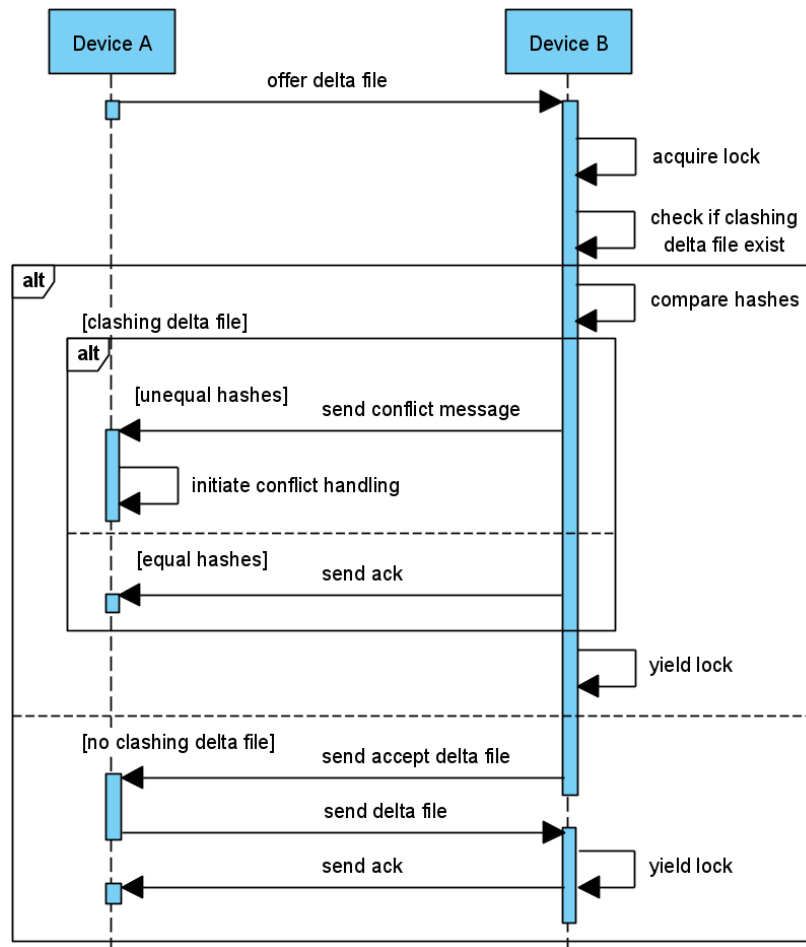 Device A
Device B
offer delta file
acquire lock
check if clashing
delta file exist
alt
compare hashes
[clashing delta file]
alt
[unequal hashes]
send conflict message
initiate conflict handling
[equal hashes]
send ack
yield lock
[no clashing delta file]
send accept delta file
send delta file
send ack
yield lock